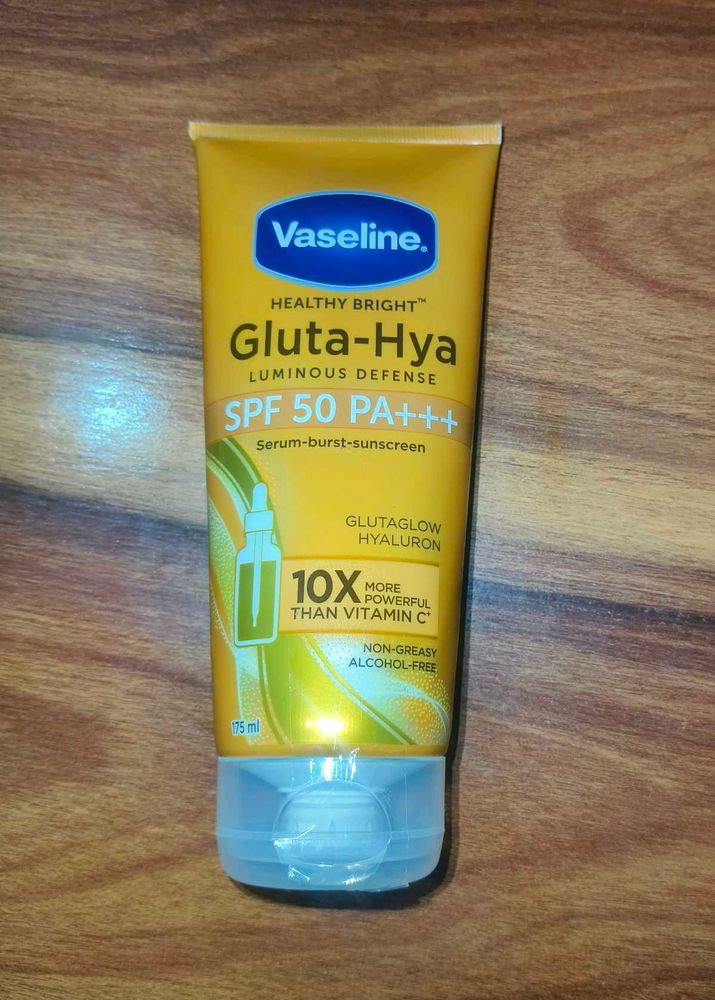 Vaseline®
HEALTHY BRIGHT™
Gluta-Hya
LUMINOUS DEFENSE
SPF 50 PA+++
Serum-burst-sunscreen
GLUTAGLOW
HYALURON
10X MORE
POWERFUL
THAN VITAMIN C⁺
NON-GREASY
ALCOHOL-FREE
175 ml